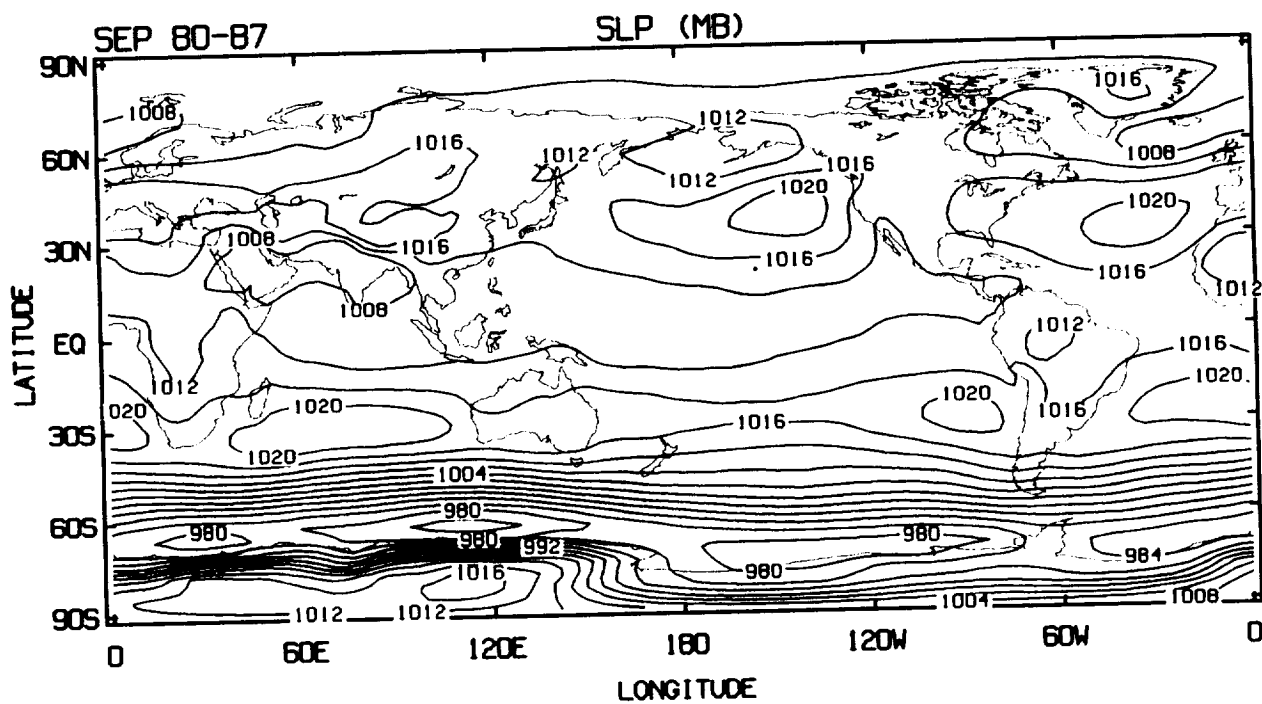 SEP 80-87 SLP (MB)
90N
1016
1008 1012
60N 1016 1012 1016 1008
1012 1020 1020
30N 1008 1016 1016 1016
1008 1012
EQ 1012
1012 1016
1020 1020 1020
30S 1016 1016
1020
1004
980
60S 980 980 980 992 980 984
1016 980
1012 1012 1004 1008
90S
0 60E 120E 180 120W 60W 0
LATITUDE
LONGITUDE